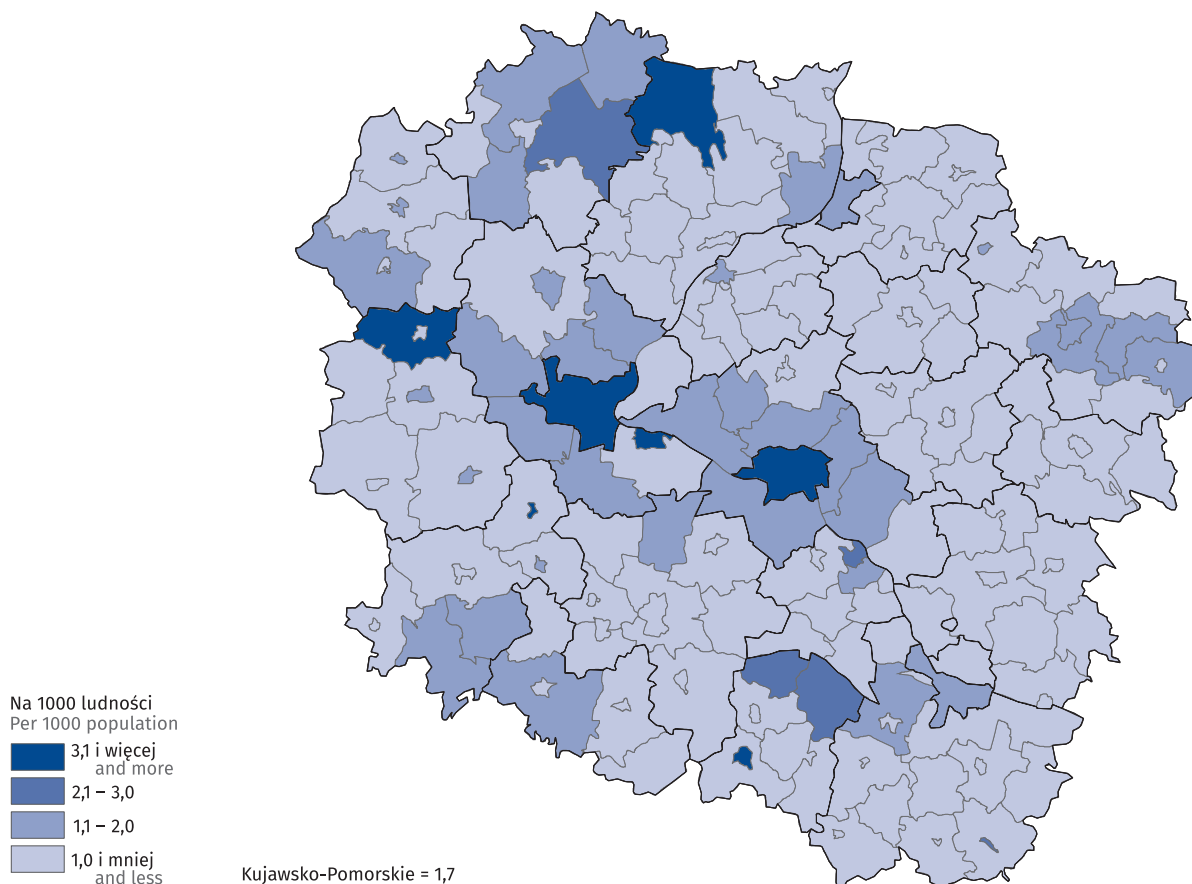 Na 1000 ludności
Per 1000 population
3,1 i więcej
and more
2,1 – 3,0
1,1 – 2,0
1,0 i mniej
and less
Kujawsko-Pomorskie = 1,7